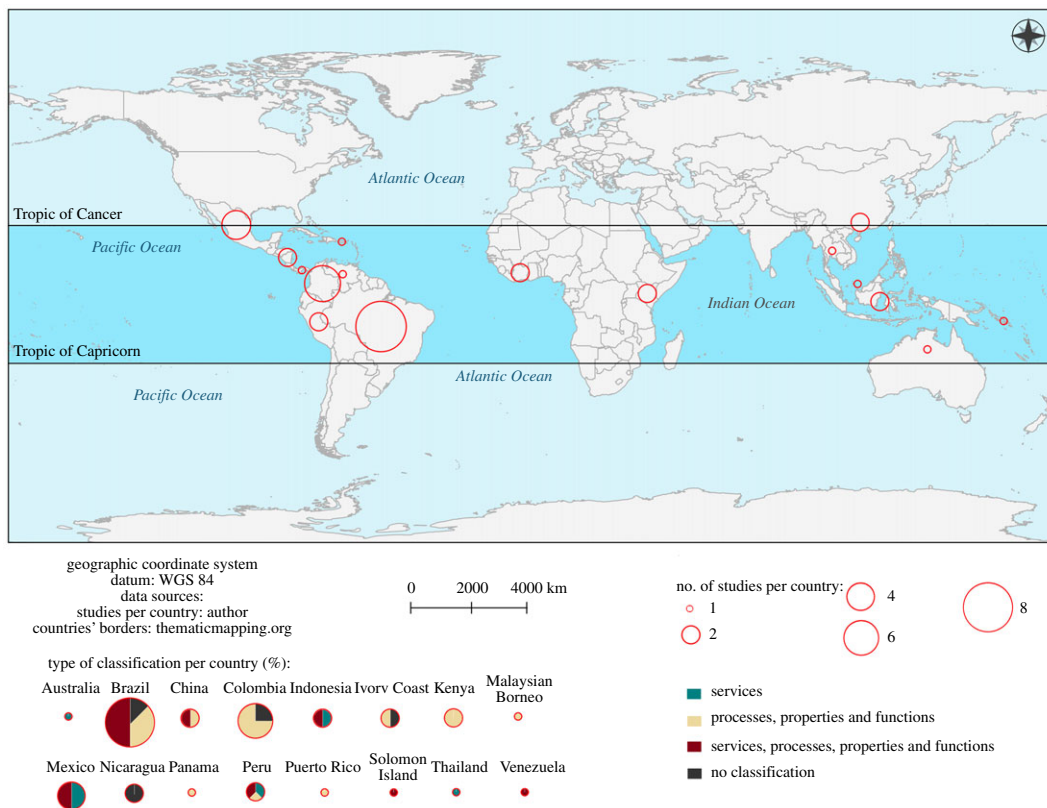 Atlantic Ocean
Tropic of Cancer
Pacific Ocean
Indian Ocean
Tropic of Capricorn
Atlantic Ocean
Pacific Ocean
geographic coordinate system
datum: WGS 84
data sources:
studies per country: author
countries' borders: thematicmapping.org
0 2000 4000 km
no. of studies per country:
1
2
4
6
8
type of classification per country (%):
Australia Brazil China Colombia Indonesia Ivory Coast Kenya Malaysian
Borneo
Mexico Nicaragua Panama Peru Puerto Rico Solomon
Island Thailand Venezuela
services
processes, properties and functions
services, processes, properties and functions
no classification